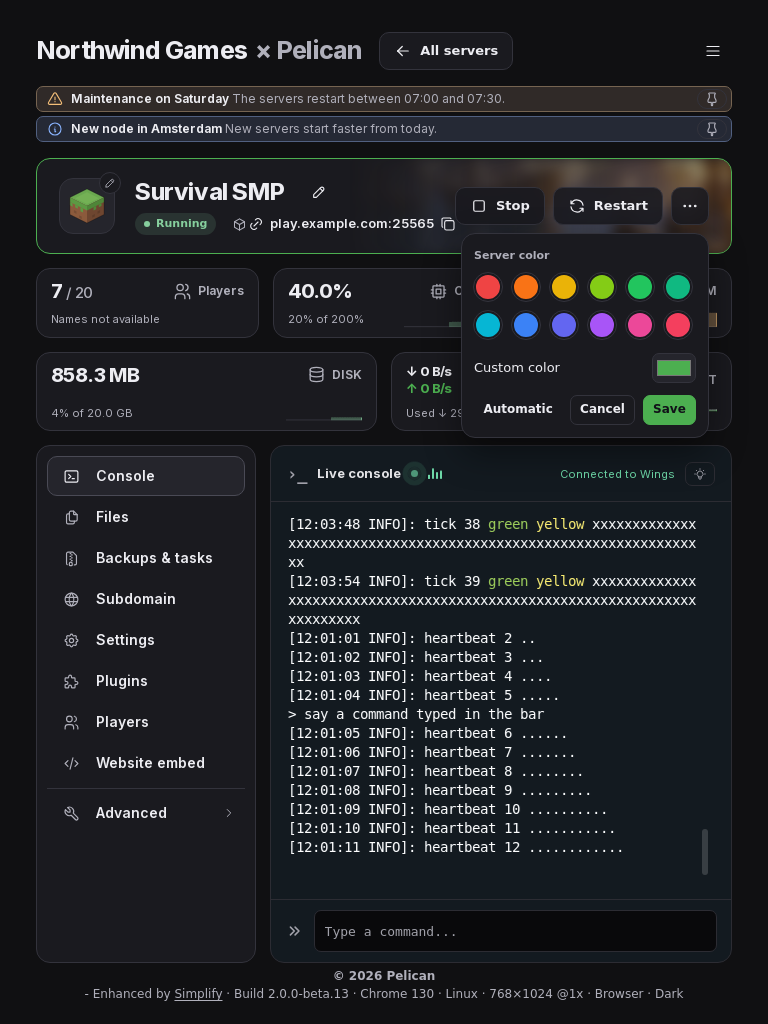 Northwind Games × Pelican
All servers
Maintenance on Saturday The servers restart between 07:00 and 07:30.
New node in Amsterdam New servers start faster from today.
Survival SMP
Running
play.example.com:25565
Stop
Restart
Server color
Custom color
Automatic
Cancel
Save
7 / 20
Players
Names not available
40.0%
20% of 200%
858.3 MB
DISK
4% of 20.0 GB
↓ 0 B/s
↑ 0 B/s
Used ↓ 29
Console
Files
Backups & tasks
Subdomain
Settings
Plugins
Players
Website embed
Advanced
Live console
Connected to Wings
[12:03:48 INFO]: tick 38 green yellow xxxxxxxxxxxxx
xxxxxxxxxxxxxxxxxxxxxxxxxxxxxxxxxxxxxxxxxxxxxxxxxxx
xx
[12:03:54 INFO]: tick 39 green yellow xxxxxxxxxxxxx
xxxxxxxxxxxxxxxxxxxxxxxxxxxxxxxxxxxxxxxxxxxxxxxxxxx
xxxxxxxxx
[12:01:01 INFO]: heartbeat 2 ..
[12:01:02 INFO]: heartbeat 3 ...
[12:01:03 INFO]: heartbeat 4 ....
[12:01:04 INFO]: heartbeat 5 .....
> say a command typed in the bar
[12:01:05 INFO]: heartbeat 6 ......
[12:01:06 INFO]: heartbeat 7 .......
[12:01:07 INFO]: heartbeat 8 ........
[12:01:08 INFO]: heartbeat 9 .........
[12:01:09 INFO]: heartbeat 10 ..........
[12:01:10 INFO]: heartbeat 11 ...........
[12:01:11 INFO]: heartbeat 12 ............
Type a command...
© 2026 Pelican
- Enhanced by Simplify · Build 2.0.0-beta.13 · Chrome 130 · Linux · 768×1024 @1x · Browser · Dark